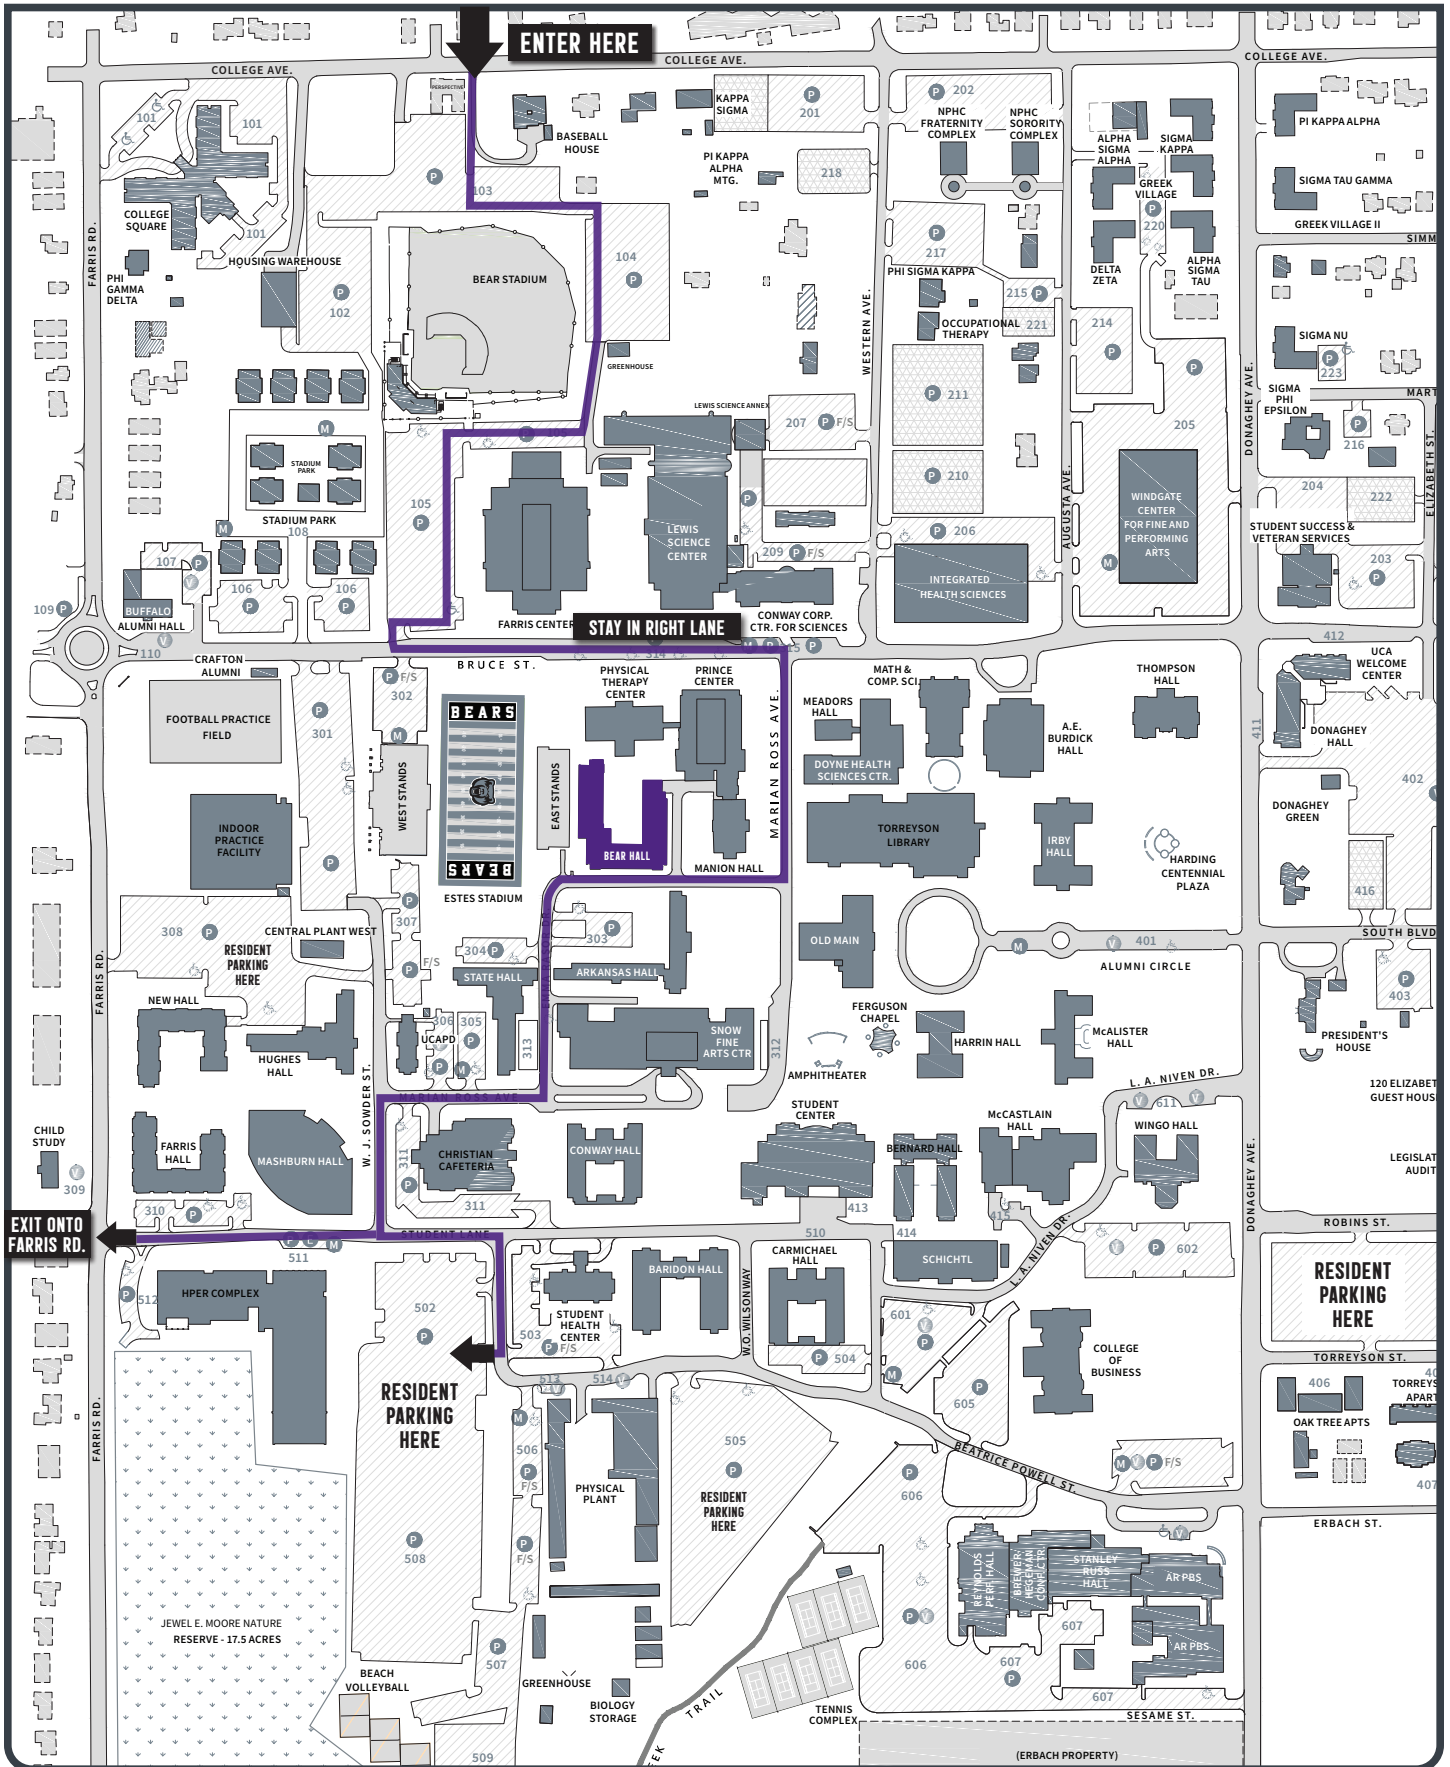 ENTER HERE
COLLEGE AVE.
COLLEGE AVE.
COLLEGE AVE.
PERSPECTIVE
101
101
101
COLLEGE
SQUARE
PHI
GAMMA
DELTA
HOUSING WAREHOUSE
P
102
P
103
BASEBALL
HOUSE
KAPPA
SIGMA
P
201
PI KAPPA
ALPHA
MTG.
218
P
202
NPHC
FRATERNITY
COMPLEX
NPHC
SORORITY
COMPLEX
ALPHA
SIGMA
ALPHA
SIGMA
KAPPA
GREEK
VILLAGE
P
220
DELTA
ZETA
ALPHA
SIGMA
TAU
PI KAPPA ALPHA
SIGMA TAU GAMMA
GREEK VILLAGE II
SIMM
FARRIS RD.
BEAR STADIUM
104
P
GREENHOUSE
P
217
PHI SIGMA KAPPA
215 P
221
OCCUPATIONAL
THERAPY
214
P
P
205
SIGMA NU
P
223
SIGMA
PHI
EPSILON
MART
P
216
WESTERN AVE.
DONAGHEY AVE.
ELIZABETH ST.
AUGUSTA AVE.
LEWIS SCIENCE ANNEX
207 P F/S
P 211
P 210
P 206
204
222
STUDENT SUCCESS &
VETERAN SERVICES
203
P
M
STADIUM
PARK
STADIUM PARK
108
M
107 P
V
BUFFALO
ALUMNI HALL
V
110
109 P
106
P
106
P
105
P
P 105
FARRIS CENTER
LEWIS
SCIENCE
CENTER
P
209 P F/S
CONWAY CORP.
CTR. FOR SCIENCES
INTEGRATED
HEALTH SCIENCES
WINDGATE
CENTER
FOR FINE AND
PERFORMING
ARTS
M
STAY IN RIGHT LANE
314
P
BRUCE ST.
412
CRAFTON
ALUMNI
FOOTBALL PRACTICE
FIELD
P
301
P
P F/S
302
M
WEST STANDS
BEARS
BEARS
EAST STANDS
ESTES STADIUM
PHYSICAL
THERAPY
CENTER
PRINCE
CENTER
BEAR HALL
MANION HALL
MARIAN ROSS AVE.
MATH &
COMP. SCI.
MEADORS
HALL
DOYNE HEALTH
SCIENCES CTR.
A.E.
BURDICK
HALL
THOMPSON
HALL
UCA
WELCOME
CENTER
DONAGHEY
HALL
411
402
DONAGHEY
GREEN
416
INDOOR
PRACTICE
FACILITY
TORREYSON
LIBRARY
IRBY
HALL
HARDING
CENTENNIAL
PLAZA
308 P
RESIDENT
PARKING
HERE
CENTRAL PLANT WEST
P
307
P F/S
304 P
STATE HALL
P
303
ARKANSAS HALL
OLD MAIN
M
V 401
ALUMNI CIRCLE
SOUTH BLVD
P
403
FARRIS RD.
NEW HALL
HUGHES
HALL
UCAPD
306
305
P
P M
313
SNOW
FINE
ARTS CTR
312
FERGUSON
CHAPEL
AMPHITHEATER
HARRIN HALL
McALISTER
HALL
PRESIDENT'S
HOUSE
L. A. NIVEN DR.
V 611 V
120 ELIZABET
GUEST HOUS
MARIAN ROSS AVE
W. J. SOWDER ST.
CHILD
STUDY
V
309
FARRIS
HALL
MASHBURN HALL
311
P
CHRISTIAN
CAFETERIA
311
CONWAY HALL
STUDENT
CENTER
BERNARD HALL
McCASTLAIN
HALL
WINGO HALL
DONAGHEY AVE.
LEGISLAT
AUDIT
310 P
EXIT ONTO
FARRIS RD.
M
511
STUDENT LANE
413
510
414
415
L. A. NIVEN DR.
P 602
V
ROBINS ST.
P 512
HPER COMPLEX
502
P
RESIDENT
PARKING
HERE
STUDENT
HEALTH
CENTER
503
P F/S
BARIDON HALL
W.O. WILSON WAY
CARMICHAEL
HALL
P 504
SCHICHTL
601
V
P
M
COLLEGE
OF
BUSINESS
P
605
RESIDENT
PARKING
HERE
TORREYSON ST.
406
OAK TREE APTS
TORREYS
APART
407
FARRIS RD.
513
V
514 V
M
506
P
F/S
P
F/S
PHYSICAL
PLANT
505
P
RESIDENT
PARKING
HERE
BEATRICE POWELL ST.
M V P F/S
ERBACH ST.
P
606
P
508
P V
606
REYNOLDS
PERF. HALL
BREWER-
HEGEMAN
CONF. CTR.
STANLEY
RUSS
HALL
AR PBS
AR PBS
V
607
607
P
607
SESAME ST.
JEWEL E. MOORE NATURE
RESERVE - 17.5 ACRES
BEACH
VOLLEYBALL
P
507
509
GREENHOUSE
BIOLOGY
STORAGE
TRAIL
EEK
TENNIS
COMPLEX
(ERBACH PROPERTY)